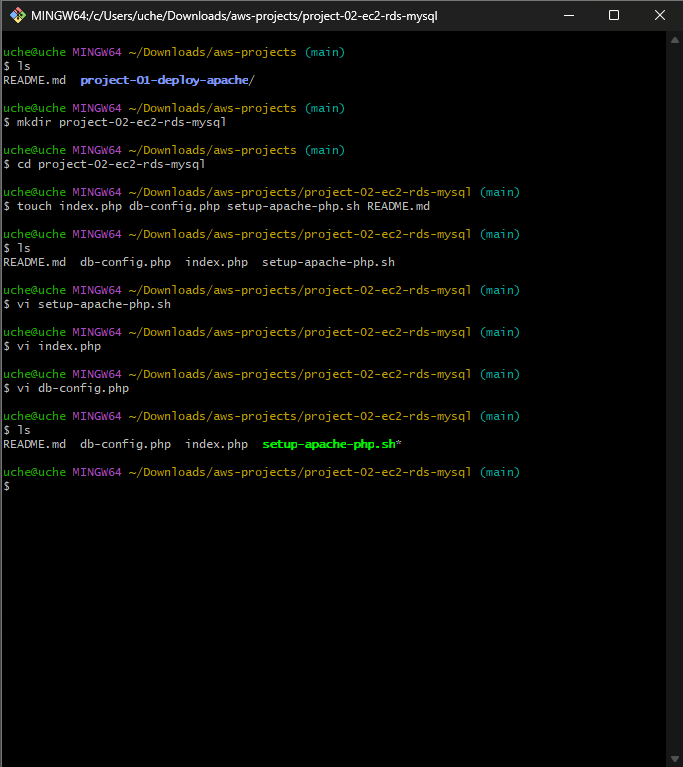 MINGW64:/c/Users/uche/Downloads/aws-projects/project-02-ec2-rds-mysql
uche@uche MINGW64 ~/Downloads/aws-projects (main)
$ ls
README.md  project-01-deploy-apache/
uche@uche MINGW64 ~/Downloads/aws-projects (main)
$ mkdir project-02-ec2-rds-mysql
uche@uche MINGW64 ~/Downloads/aws-projects (main)
$ cd project-02-ec2-rds-mysql
uche@uche MINGW64 ~/Downloads/aws-projects/project-02-ec2-rds-mysql (main)
$ touch index.php db-config.php setup-apache-php.sh README.md
uche@uche MINGW64 ~/Downloads/aws-projects/project-02-ec2-rds-mysql (main)
$ ls
README.md  db-config.php  index.php  setup-apache-php.sh
uche@uche MINGW64 ~/Downloads/aws-projects/project-02-ec2-rds-mysql (main)
$ vi setup-apache-php.sh
uche@uche MINGW64 ~/Downloads/aws-projects/project-02-ec2-rds-mysql (main)
$ vi index.php
uche@uche MINGW64 ~/Downloads/aws-projects/project-02-ec2-rds-mysql (main)
$ vi db-config.php
uche@uche MINGW64 ~/Downloads/aws-projects/project-02-ec2-rds-mysql (main)
$ ls
README.md  db-config.php  index.php  setup-apache-php.sh*
uche@uche MINGW64 ~/Downloads/aws-projects/project-02-ec2-rds-mysql (main)
$